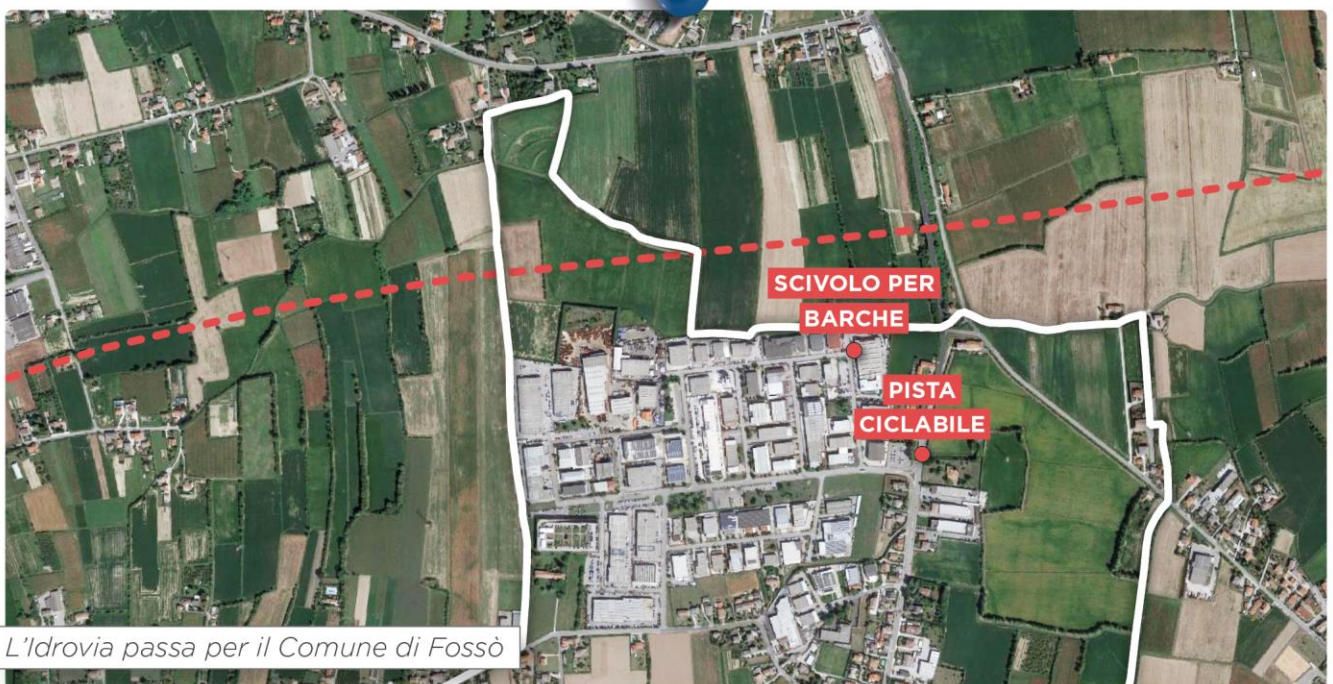 SCIVOLO PER
BARCHE
PISTA
CICLABILE
L'Idrovia passa per il Comune di Fossò